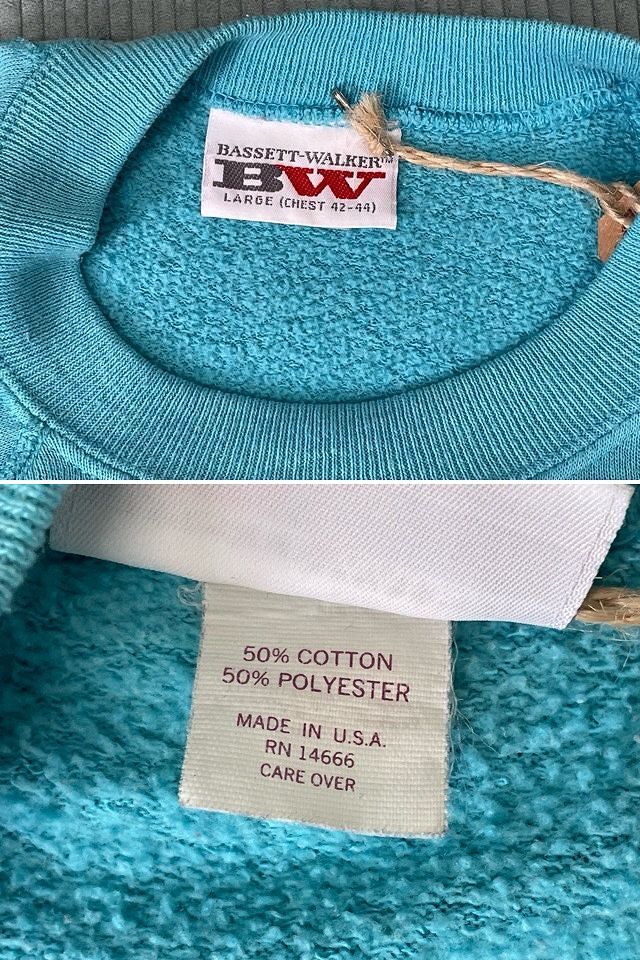 BASSETT-WALKER™
BW
LARGE (CHEST 42-44)
50% COTTON
50% POLYESTER
MADE IN U.S.A.
RN 14666
CARE OVER